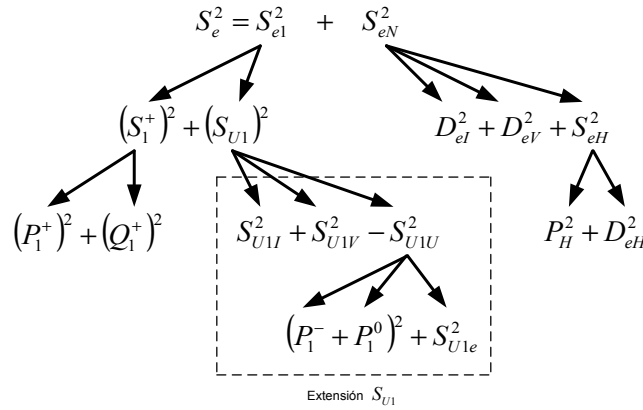 S_e^2 = S_{e1}^2 + S_{eN}^2
(S_1^+)^2 + (S_{U1})^2 D_{eI}^2 + D_{eV}^2 + S_{eH}^2
(P_1^+)^2 + (Q_1^+)^2 S_{U1I}^2 + S_{U1V}^2 − S_{U1U}^2 P_H^2 + D_{eH}^2
(P_1^- + P_1^0)^2 + S_{U1e}^2
Extensión S_{U1}